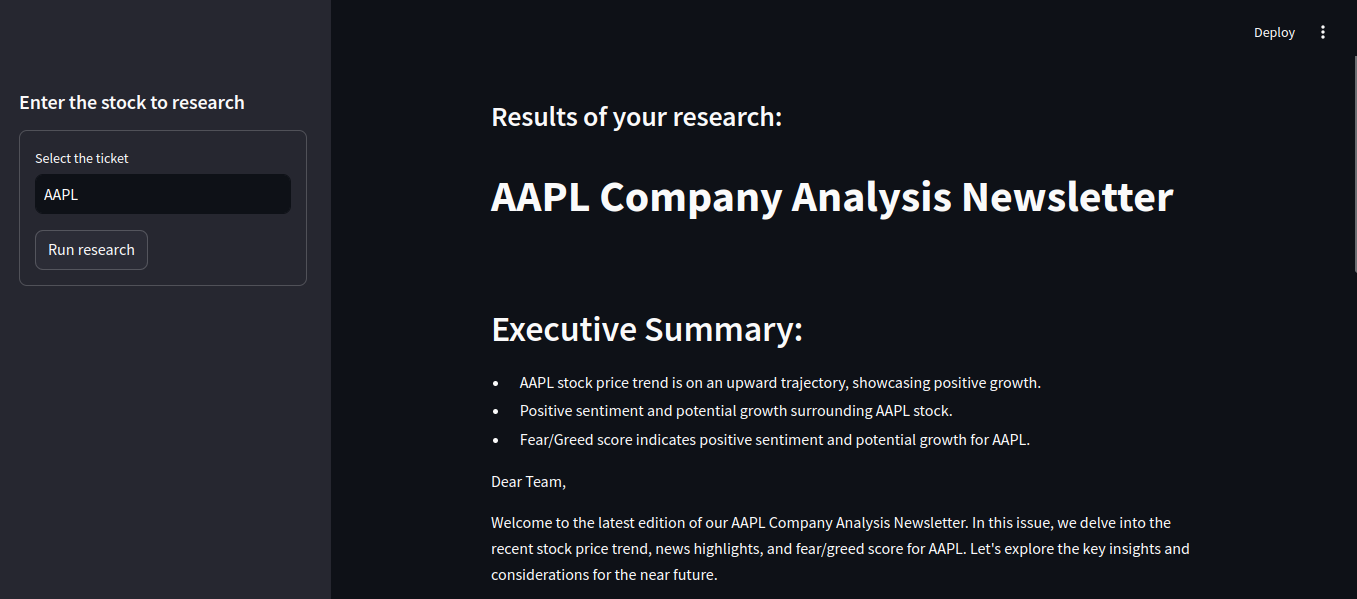 Deploy
Enter the stock to research
Select the ticket
AAPL
Run research
Results of your research:
AAPL Company Analysis Newsletter
Executive Summary:
• AAPL stock price trend is on an upward trajectory, showcasing positive growth.
• Positive sentiment and potential growth surrounding AAPL stock.
• Fear/Greed score indicates positive sentiment and potential growth for AAPL.
Dear Team,
Welcome to the latest edition of our AAPL Company Analysis Newsletter. In this issue, we delve into the
recent stock price trend, news highlights, and fear/greed score for AAPL. Let's explore the key insights and
considerations for the near future.